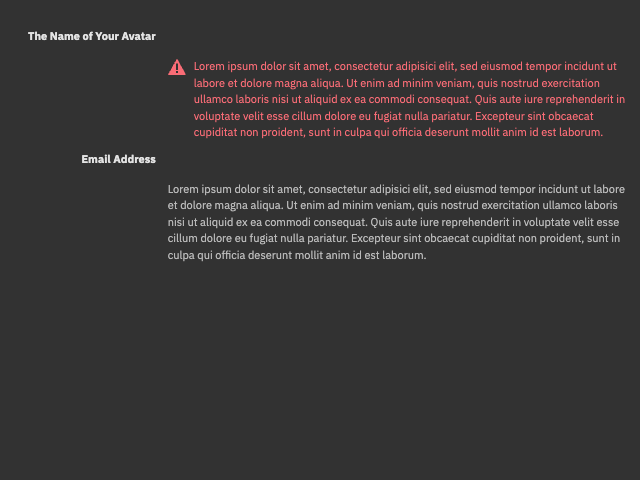 The Name of Your Avatar
Lorem ipsum dolor sit amet, consectetur adipisici elit, sed eiusmod tempor incidunt ut
labore et dolore magna aliqua. Ut enim ad minim veniam, quis nostrud exercitation
ullamco laboris nisi ut aliquid ex ea commodi consequat. Quis aute iure reprehenderit in
voluptate velit esse cillum dolore eu fugiat nulla pariatur. Excepteur sint obcaecat
cupiditat non proident, sunt in culpa qui officia deserunt mollit anim id est laborum.
Email Address
Lorem ipsum dolor sit amet, consectetur adipisici elit, sed eiusmod tempor incidunt ut labore
et dolore magna aliqua. Ut enim ad minim veniam, quis nostrud exercitation ullamco laboris
nisi ut aliquid ex ea commodi consequat. Quis aute iure reprehenderit in voluptate velit esse
cillum dolore eu fugiat nulla pariatur. Excepteur sint obcaecat cupiditat non proident, sunt in
culpa qui officia deserunt mollit anim id est laborum.